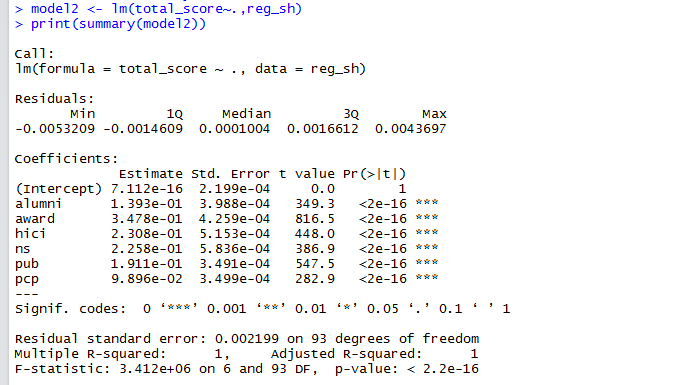 > model2 <- lm(total_score~.,reg_sh)
> print(summary(model2))
Call:
lm(formula = total_score ~ ., data = reg_sh)
Residuals:
Min 1Q Median 3Q Max
-0.0053209 -0.0014609 0.0001004 0.0016612 0.0043697
Coefficients:
Estimate Std. Error t value Pr(>|t|)
(Intercept) 7.112e-16 2.199e-04 0.0 1
alumni 1.393e-01 3.988e-04 349.3 <2e-16 ***
award 3.478e-01 4.259e-04 816.5 <2e-16 ***
hici 2.308e-01 5.153e-04 448.0 <2e-16 ***
ns 2.258e-01 5.836e-04 386.9 <2e-16 ***
pub 1.911e-01 3.491e-04 547.5 <2e-16 ***
pcp 9.896e-02 3.499e-04 282.9 <2e-16 ***
---
Signif. codes: 0 ‘***’ 0.001 ‘**’ 0.01 ‘*’ 0.05 ‘.’ 0.1 ‘ ’ 1
Residual standard error: 0.002199 on 93 degrees of freedom
Multiple R-squared: 1, Adjusted R-squared: 1
F-statistic: 3.412e+06 on 6 and 93 DF, p-value: < 2.2e-16